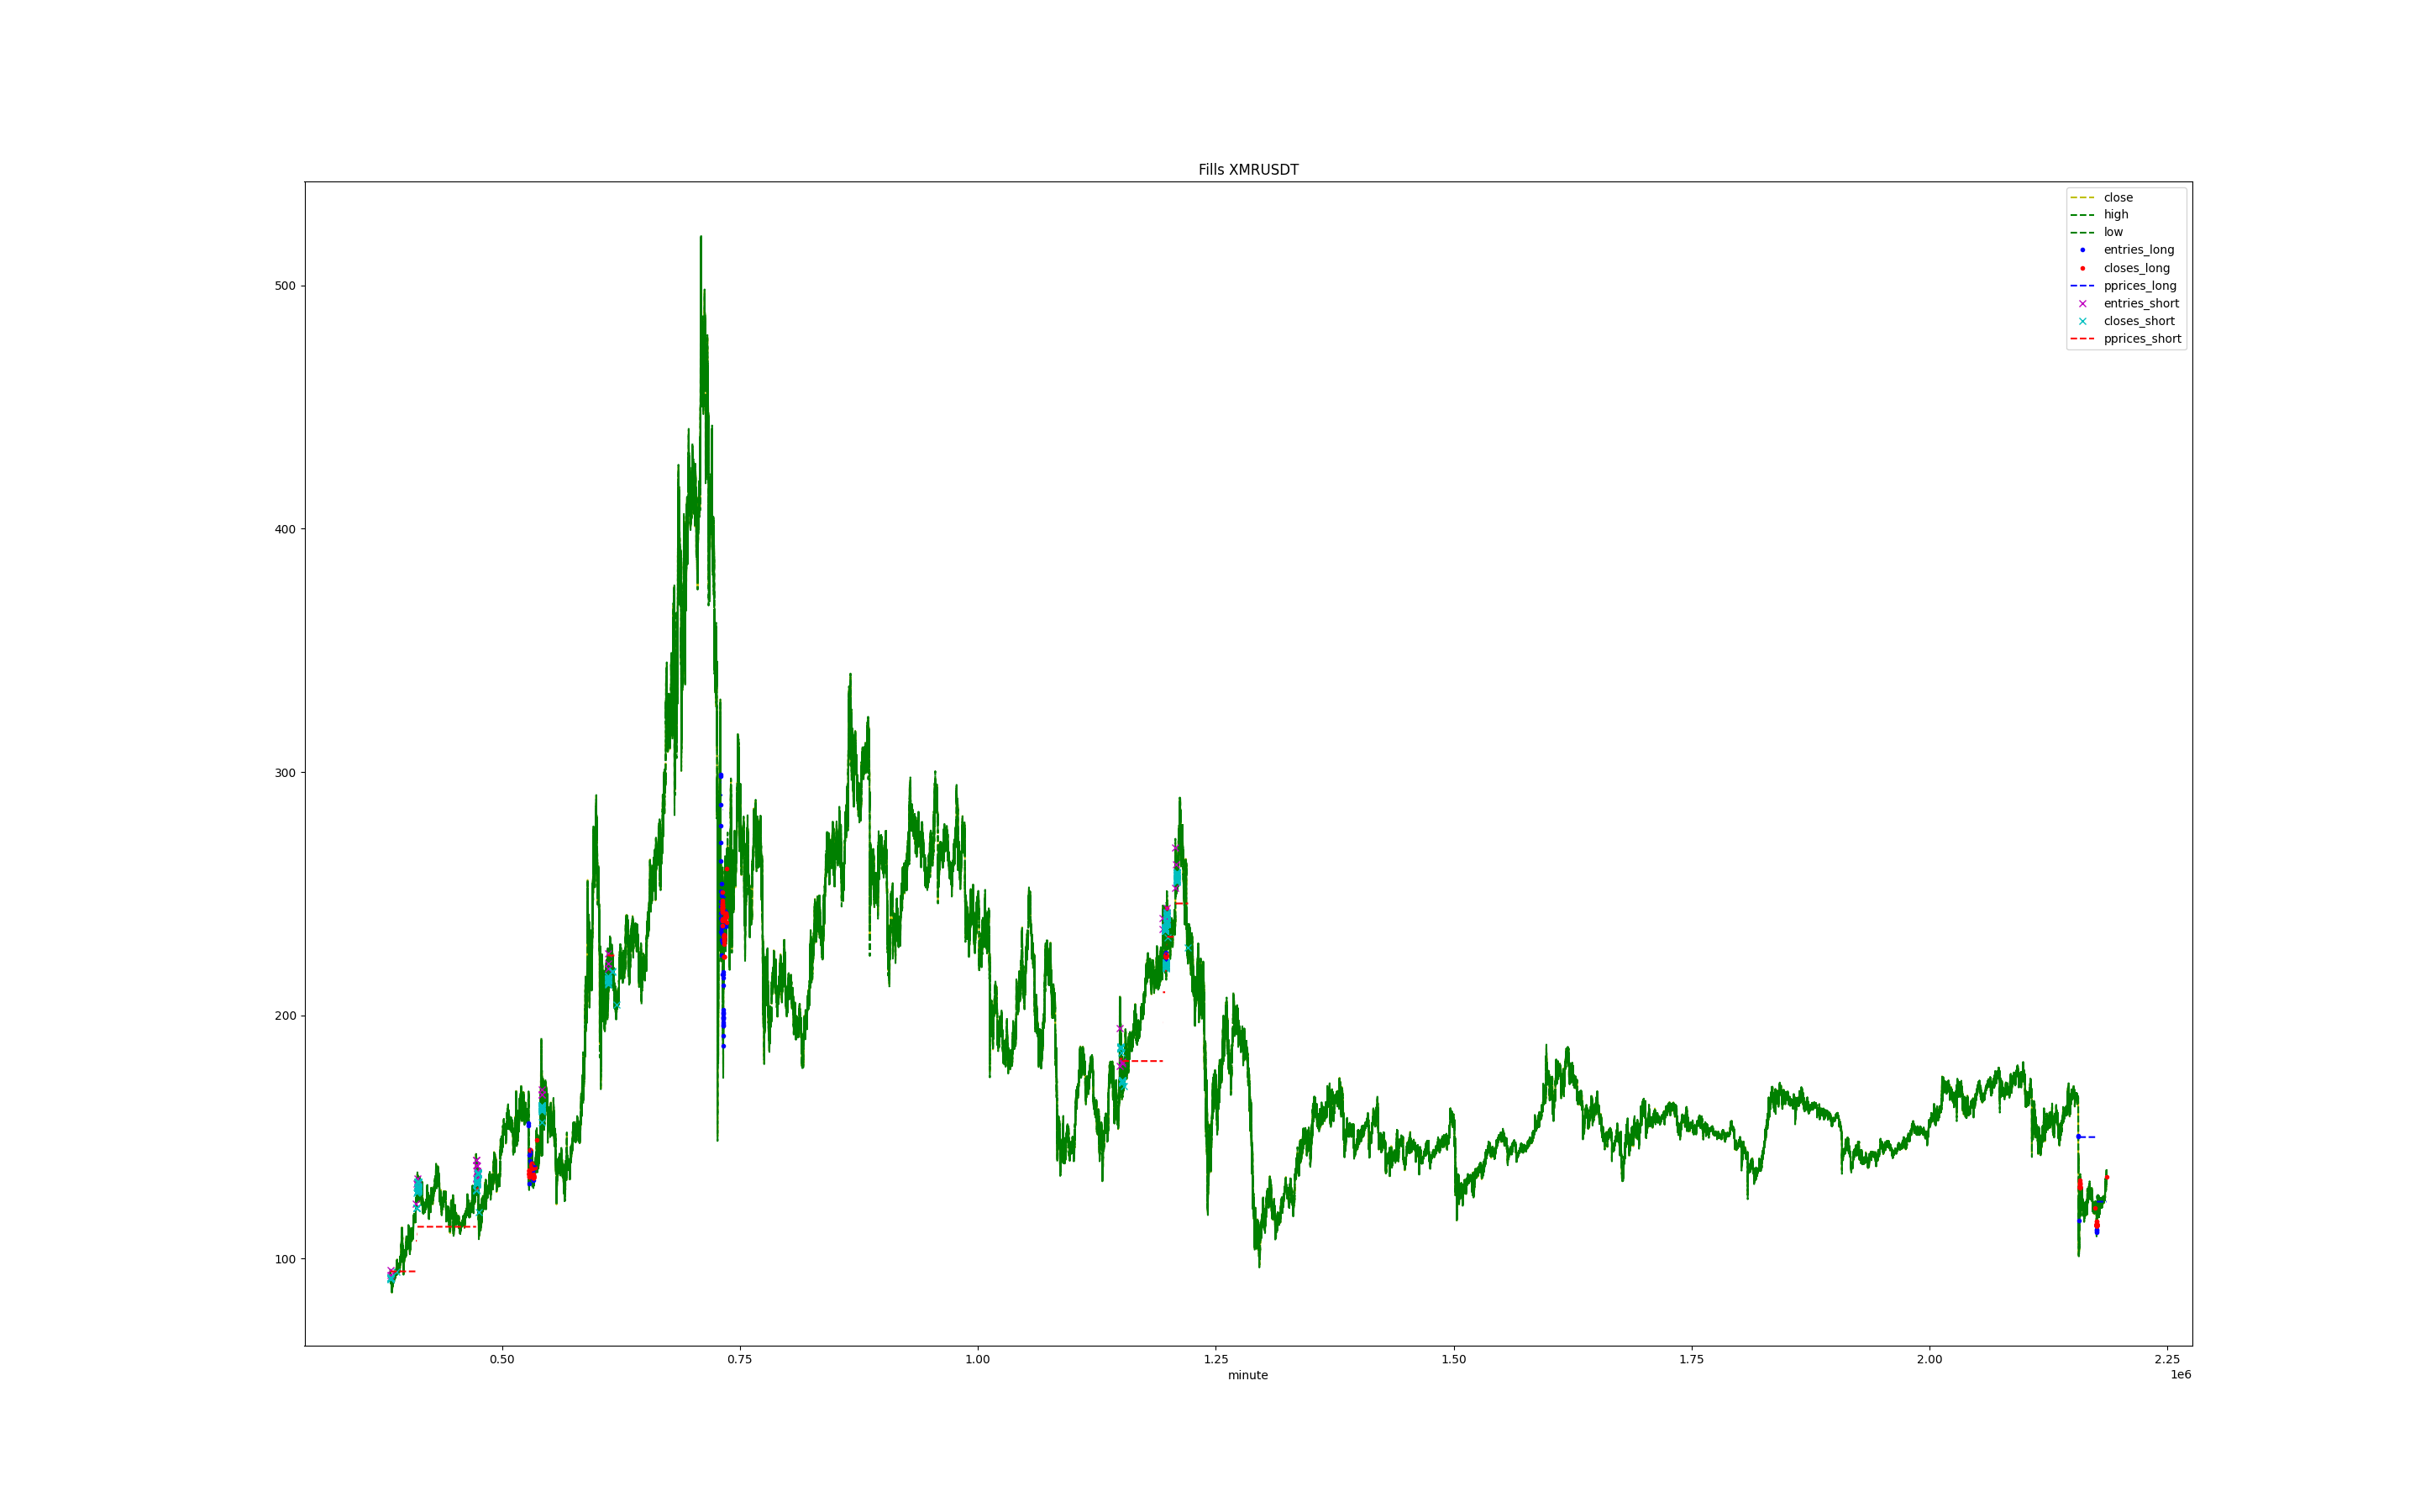 Fills XMRUSDT
close
high
low
entries_long
closes_long
pprices_long
entries_short
closes_short
pprices_short
500
400
300
200
100
0.50 0.75 1.00 1.25 1.50 1.75 2.00 2.25
minute 1e6